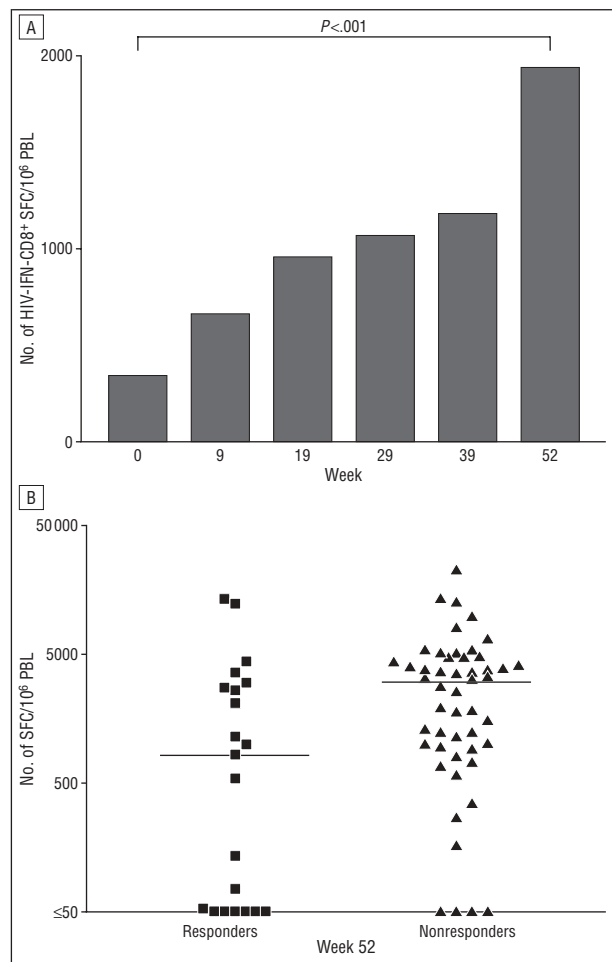 A
P<.001
No. of HIV-IFN-CD8⁺ SFC/10⁶ PBL
2000
1000
0
0 9 19 29 39 52
Week
B
No. of SFC/10⁶ PBL
50 000
5000
500
≤50
Responders Nonresponders
Week 52